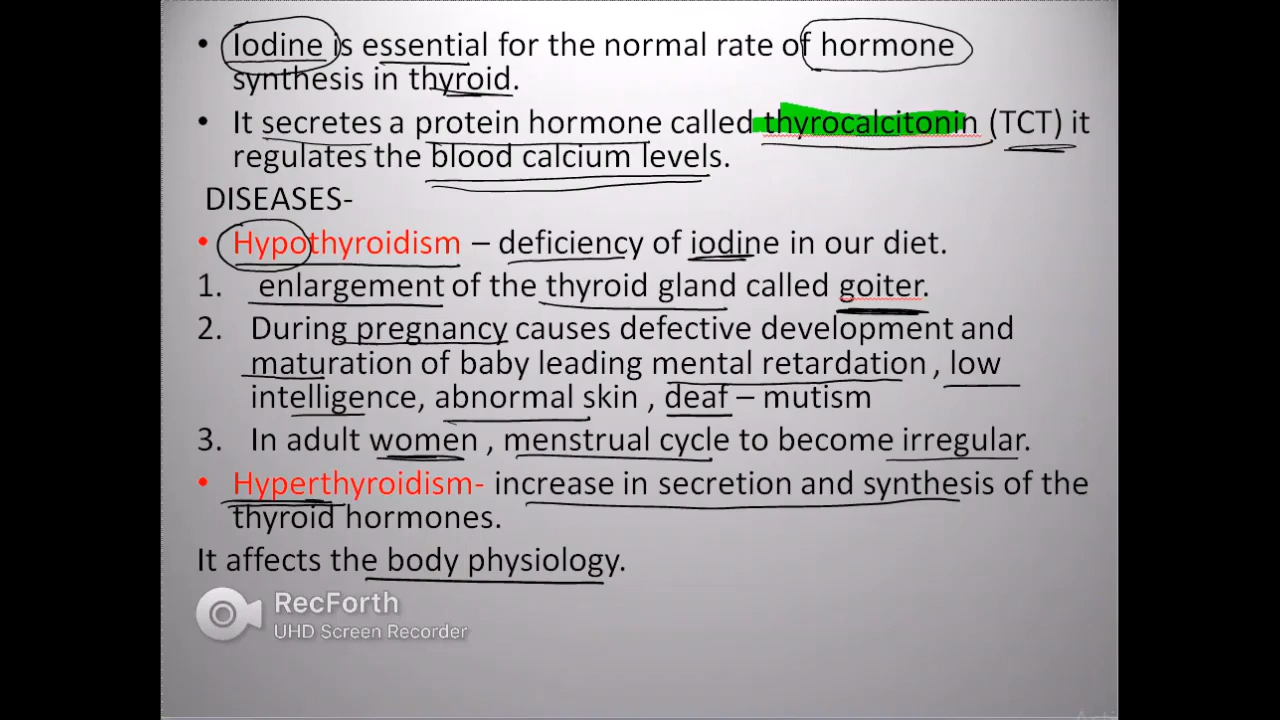 • Iodine is essential for the normal rate of hormone
synthesis in thyroid.
• It secretes a protein hormone called thyrocalcitonin (TCT) it
regulates the blood calcium levels.
DISEASES-
• Hypothyroidism – deficiency of iodine in our diet.
1. enlargement of the thyroid gland called goiter.
2. During pregnancy causes defective development and
maturation of baby leading mental retardation , low
intelligence, abnormal skin , deaf – mutism
3. In adult women , menstrual cycle to become irregular.
• Hyperthyroidism- increase in secretion and synthesis of the
thyroid hormones.
It affects the body physiology.
RecForth
UHD Screen Recorder